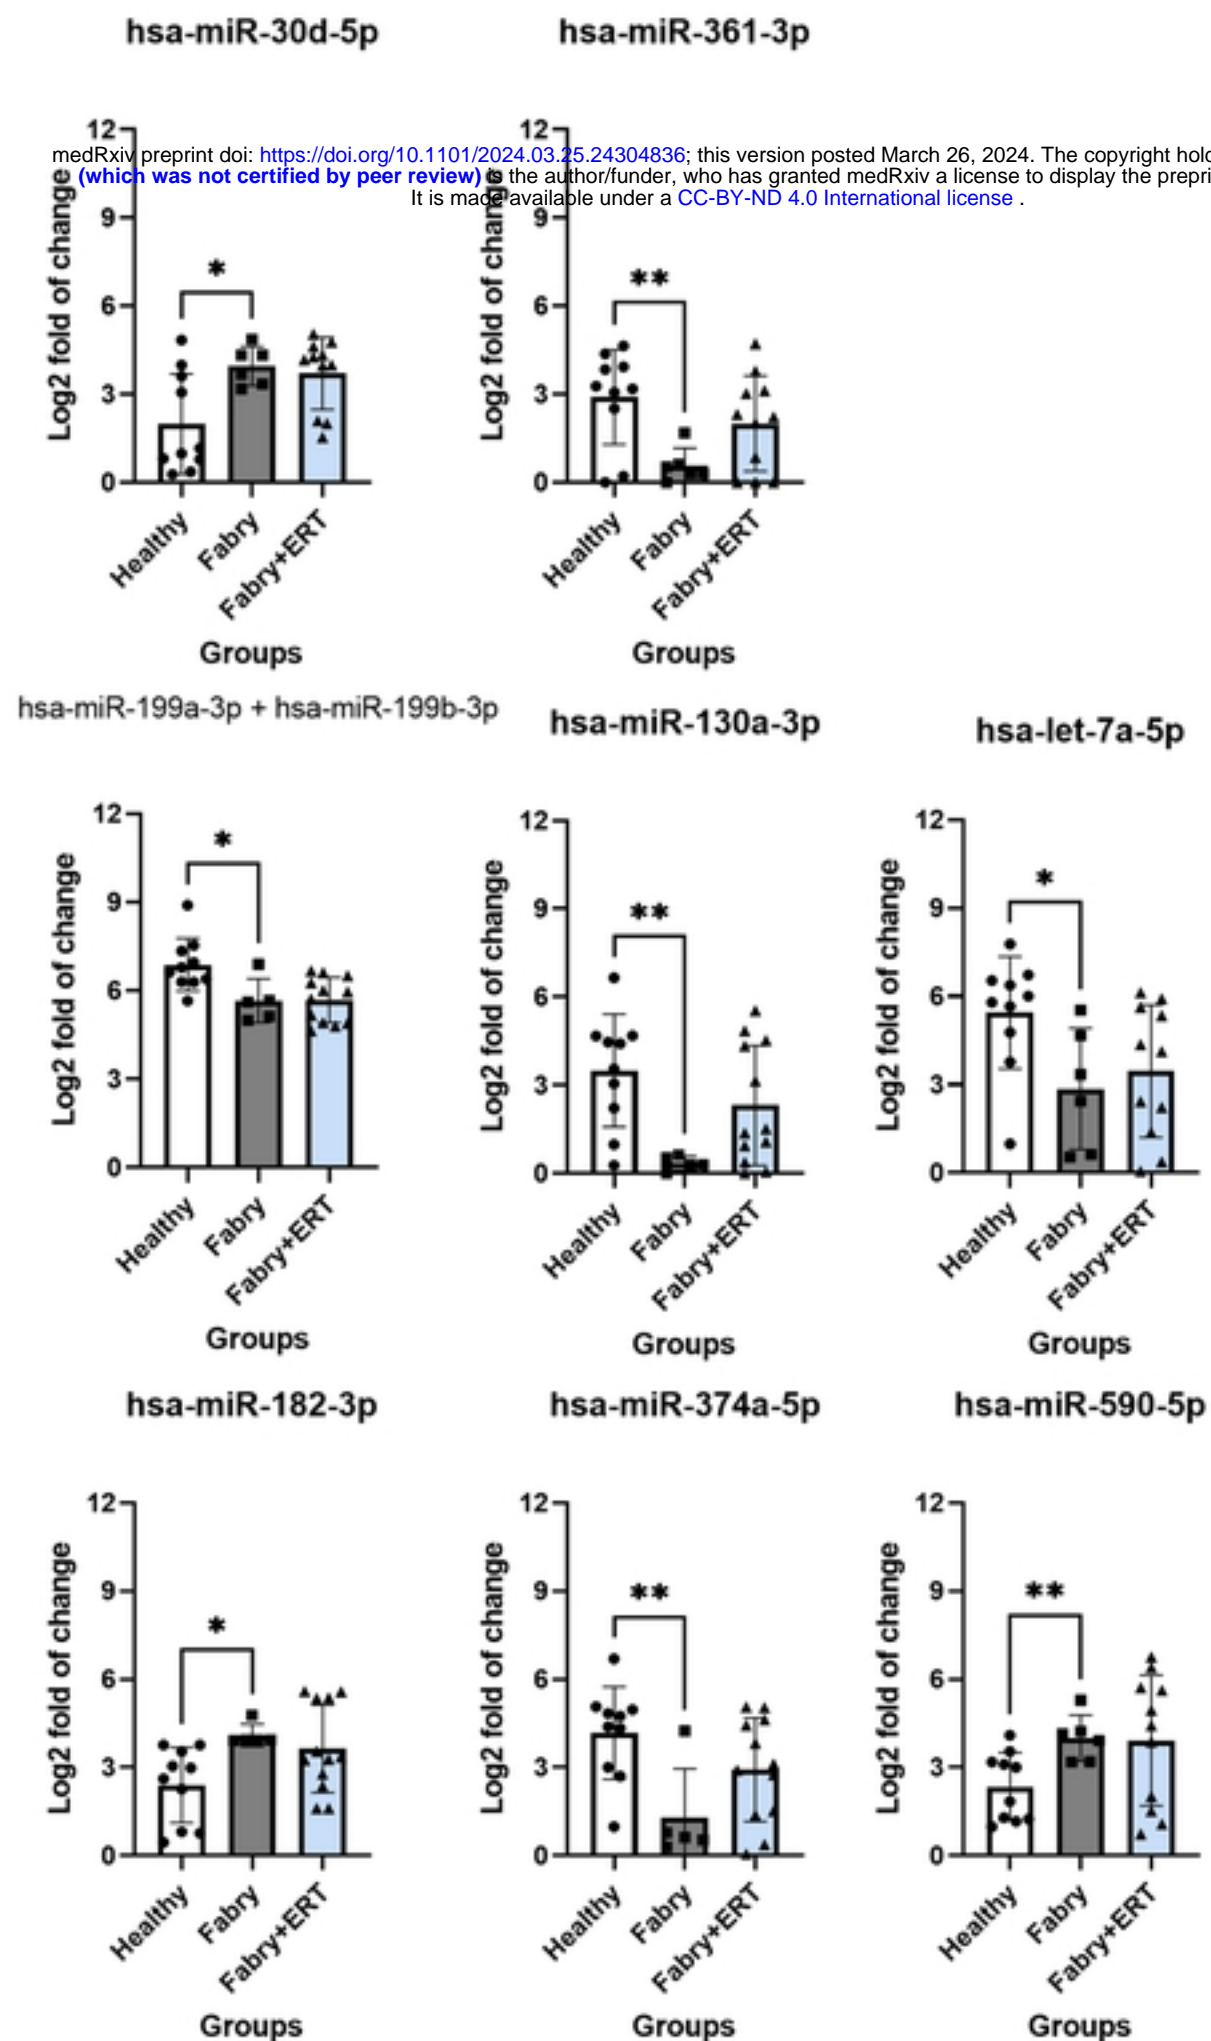 hsa-miR-30d-5p
hsa-miR-361-3p
medRxiv preprint doi: https://doi.org/10.1101/2024.03.25.24304836; this version posted March 26, 2024. The copyright
(which was not certified by peer review) is the author/funder, who has granted medRxiv a license to display the
It is made available under a CC-BY-ND 4.0 International license .
Log2 fold of change
12
9
6
3
0
*
Healthy
Fabry
Fabry+ERT
Groups
Log2 fold of change
12
9
6
3
0
**
Healthy
Fabry
Fabry+ERT
Groups
hsa-miR-199a-3p + hsa-miR-199b-3p
Log2 fold of change
12
9
6
3
0
*
Healthy
Fabry
Fabry+ERT
Groups
hsa-miR-130a-3p
Log2 fold of change
12
9
6
3
0
**
Healthy
Fabry
Fabry+ERT
Groups
hsa-let-7a-5p
Log2 fold of change
12
9
6
3
0
*
Healthy
Fabry
Fabry+ERT
Groups
hsa-miR-182-3p
Log2 fold of change
12
9
6
3
0
*
Healthy
Fabry
Fabry+ERT
Groups
hsa-miR-374a-5p
Log2 fold of change
12
9
6
3
0
**
Healthy
Fabry
Fabry+ERT
Groups
hsa-miR-590-5p
Log2 fold of change
12
9
6
3
0
**
Healthy
Fabry
Fabry+ERT
Groups